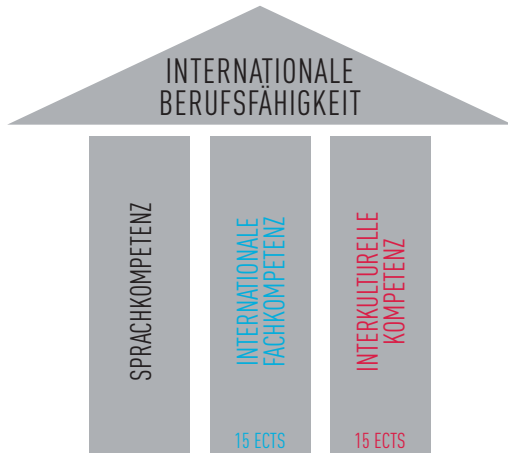 INTERNATIONALE
BERUFSFÄHIGKEIT
SPRACHKOMPETENZ
INTERNATIONALE
FACHKOMPETENZ
15 ECTS
INTERKULTURELLE
KOMPETENZ
15 ECTS